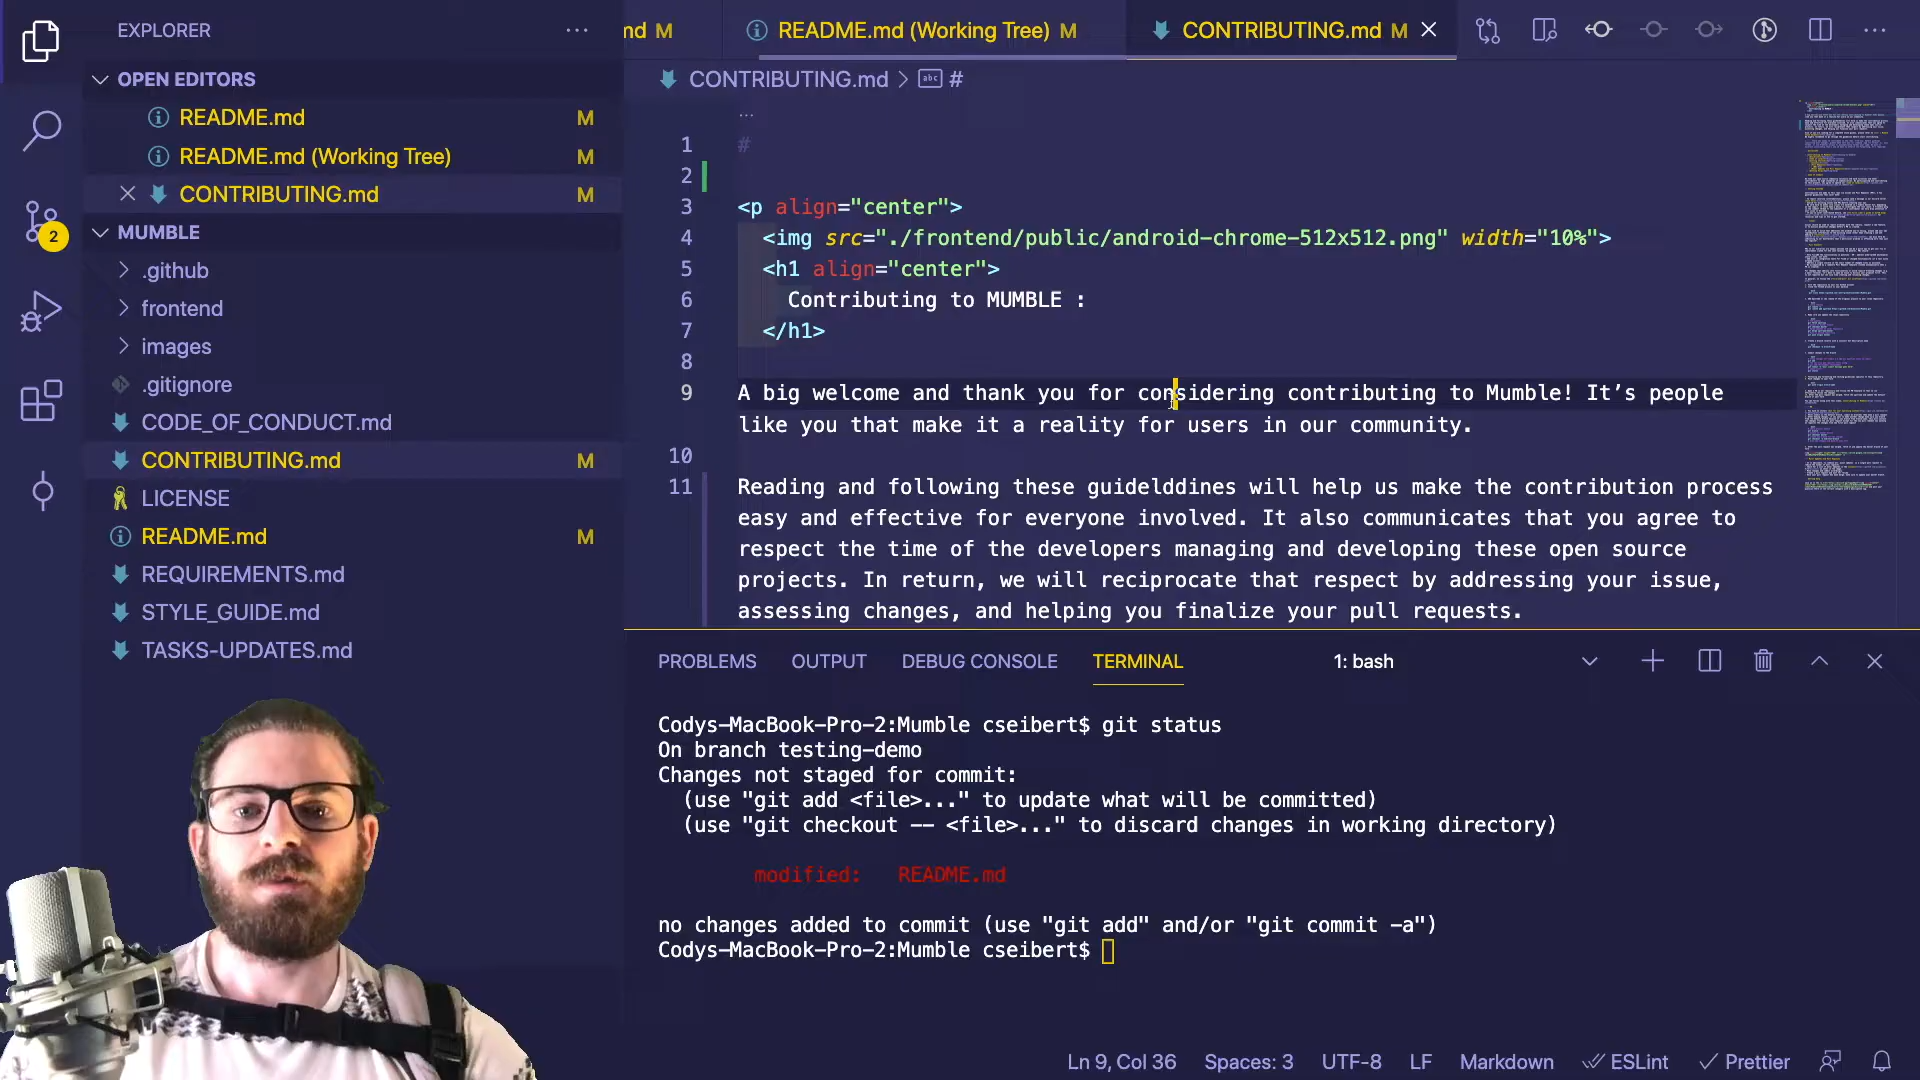 EXPLORER
OPEN EDITORS
README.md M
README.md (Working Tree) M
CONTRIBUTING.md M
MUMBLE
.github
frontend
images
.gitignore
CODE_OF_CONDUCT.md
CONTRIBUTING.md M
LICENSE
README.md M
REQUIREMENTS.md
STYLE_GUIDE.md
TASKS-UPDATES.md
2
md M
README.md (Working Tree) M
CONTRIBUTING.md M
CONTRIBUTING.md > abc #
1 #
2
3 <p align="center">
4 <img src="./frontend/public/android-chrome-512x512.png" width="10%">
5 <h1 align="center">
6 Contributing to MUMBLE :
7 </h1>
8
9 A big welcome and thank you for considering contributing to Mumble! It’s people
like you that make it a reality for users in our community.
10
11 Reading and following these guidelddines will help us make the contribution process
easy and effective for everyone involved. It also communicates that you agree to
respect the time of the developers managing and developing these open source
projects. In return, we will reciprocate that respect by addressing your issue,
assessing changes, and helping you finalize your pull requests.
PROBLEMS OUTPUT DEBUG CONSOLE TERMINAL 1: bash
Codys-MacBook-Pro-2:Mumble cseibert$ git status
On branch testing-demo
Changes not staged for commit:
(use "git add <file>..." to update what will be committed)
(use "git checkout -- <file>..." to discard changes in working directory)
modified: README.md
no changes added to commit (use "git add" and/or "git commit -a")
Codys-MacBook-Pro-2:Mumble cseibert$
Ln 9, Col 36 Spaces: 3 UTF-8 LF Markdown ESLint Prettier